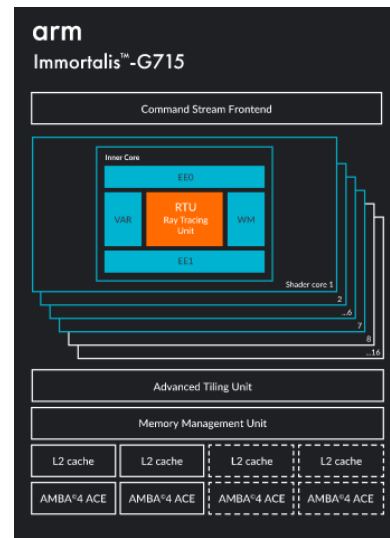 arm
Immortalis™-G715
Command Stream Frontend
Inner Core
EE0
VAR
RTU
Ray Tracing
Unit
WM
EE1
Shader core 1
2
...6
7
8
...16
Advanced Tiling Unit
Memory Management Unit
L2 cache L2 cache L2 cache L2 cache
AMBA®4 ACE AMBA®4 ACE AMBA®4 ACE AMBA®4 ACE